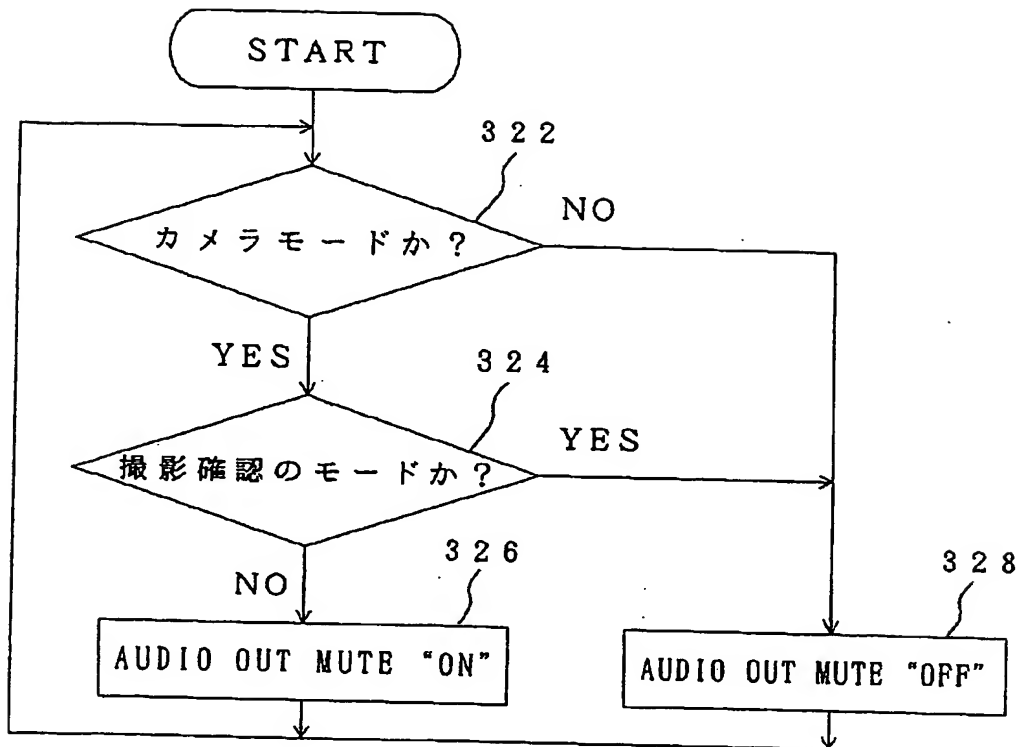 START
322
カメラモードか？
NO
YES
324
撮影確認のモードか？
YES
NO
326
AUDIO OUT MUTE “ON”
328
AUDIO OUT MUTE “OFF”